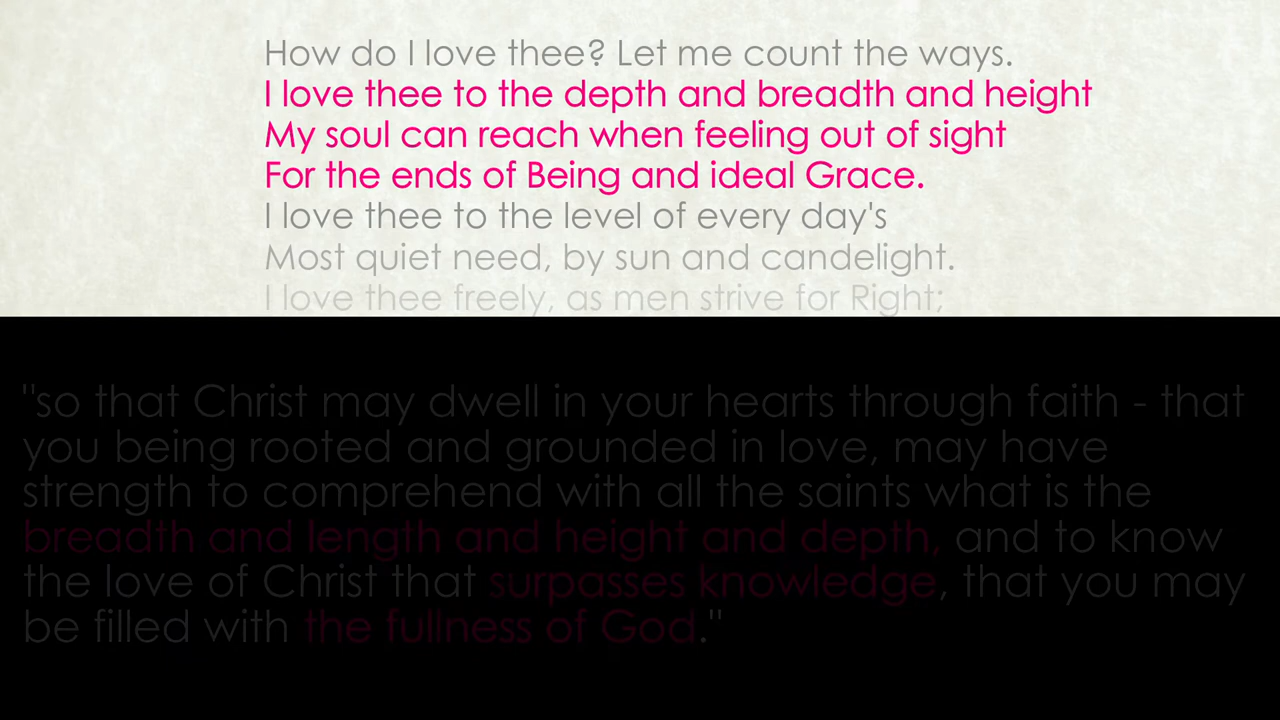 How do I love thee? Let me count the ways.
I love thee to the depth and breadth and height
My soul can reach when feeling out of sight
For the ends of Being and ideal Grace.
I love thee to the level of every day's
Most quiet need, by sun and candelight.
I love thee freely, as men strive for Right;
"so that Christ may dwell in your hearts through faith - that
you being rooted and grounded in love, may have
strength to comprehend with all the saints what is the
breadth and length and height and depth, and to know
the love of Christ that surpasses knowledge, that you may
be filled with the fullness of God."